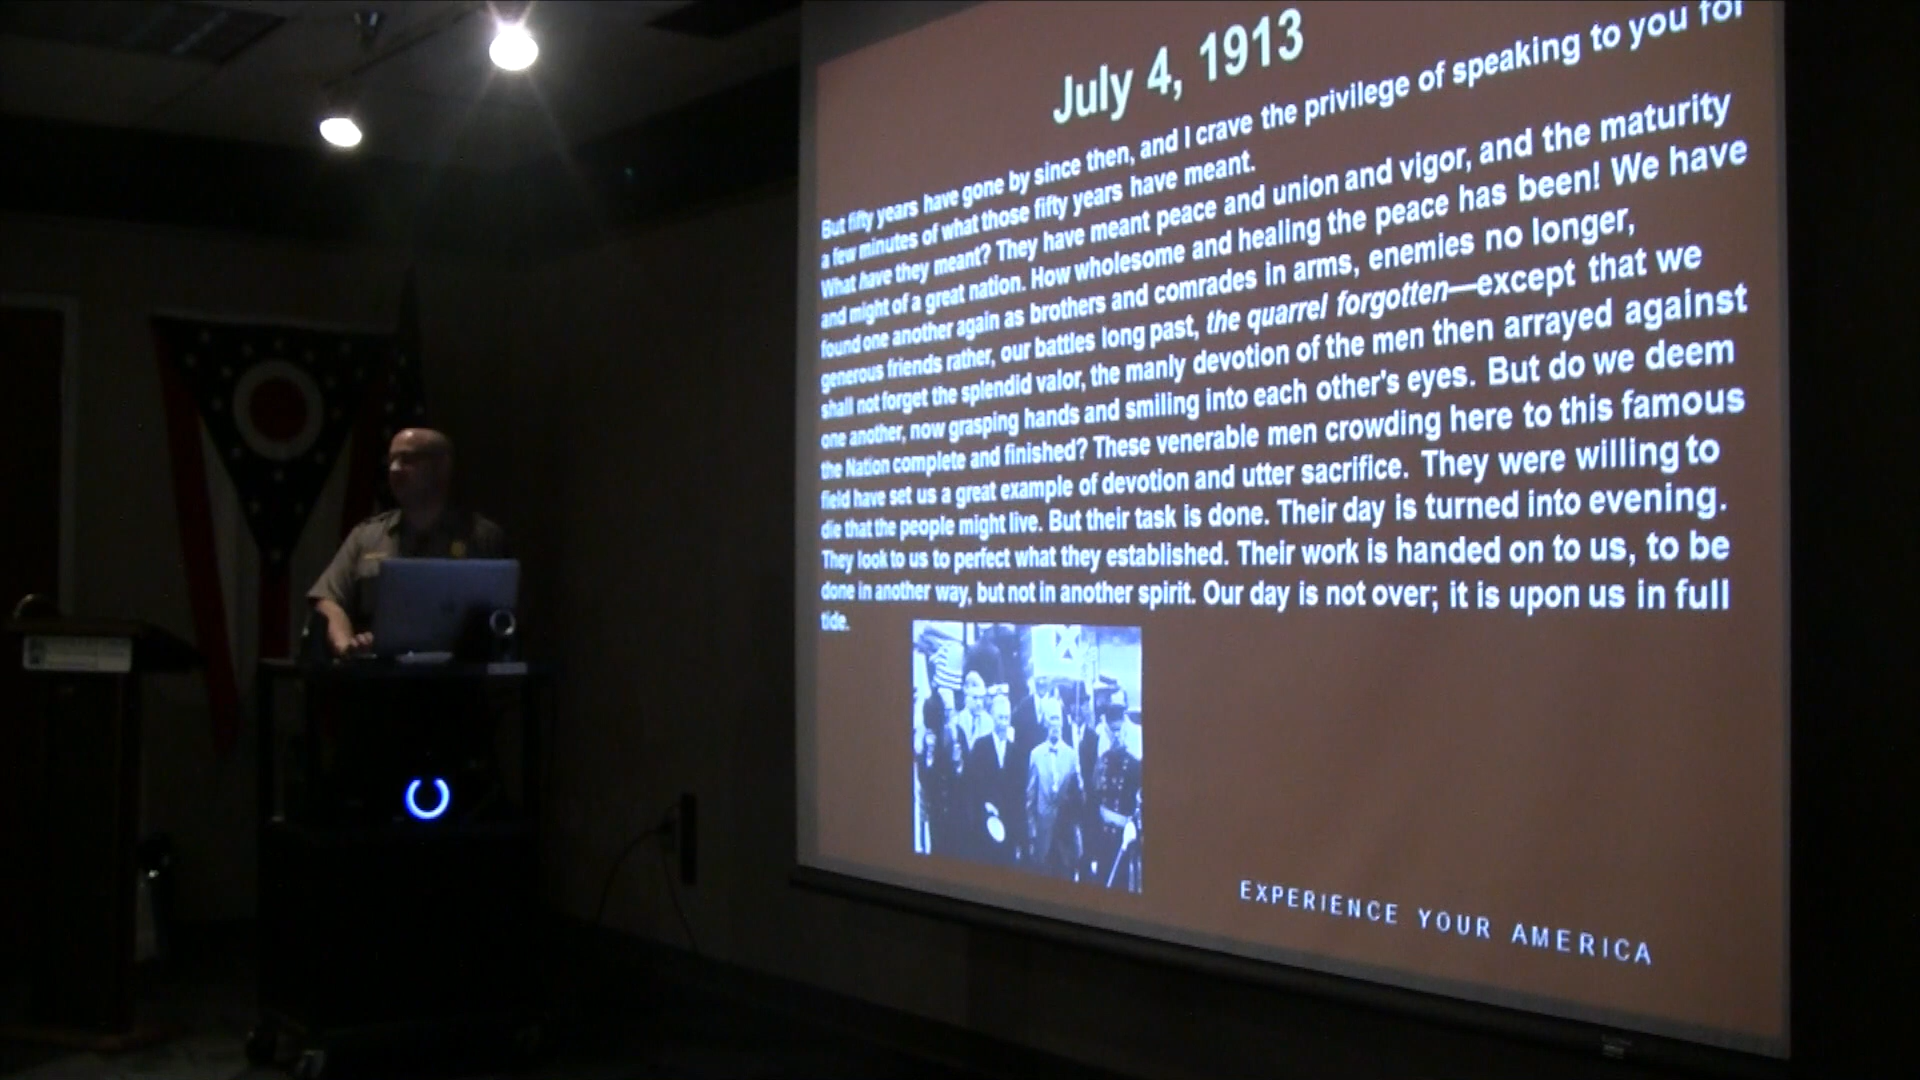 July 4, 1913
But fifty years have gone by since then, and I crave the privilege of speaking to you for
a few minutes of what those fifty years have meant.
What have they meant? They have meant peace and union and vigor, and the maturity
and might of a great nation. How wholesome and healing the peace has been! We have
found one another again as brothers and comrades in arms, enemies no longer,
generous friends rather, our battles long past, the quarrel forgotten—except that we
shall not forget the splendid valor, the manly devotion of the men then arrayed against
one another, now grasping hands and smiling into each other's eyes. But do we deem
the Nation complete and finished? These venerable men crowding here to this famous
field have set us a great example of devotion and utter sacrifice. They were willing to
die that the people might live. But their task is done. Their day is turned into evening.
They look to us to perfect what they established. Their work is handed on to us, to be
done in another way, but not in another spirit. Our day is not over; it is upon us in full
tide.
EXPERIENCE YOUR AMERICA